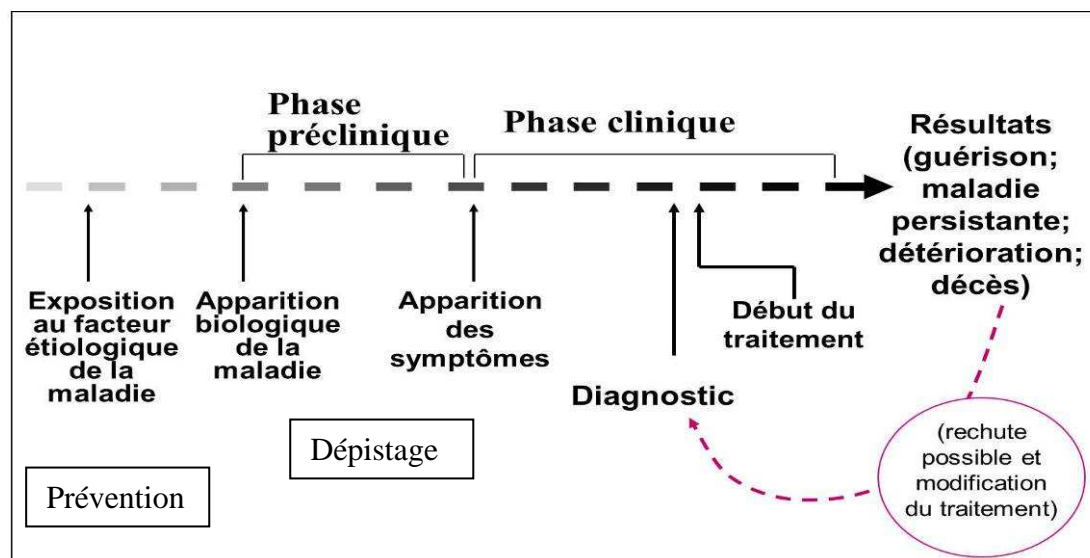 Phase
préclinique
Phase clinique
Résultats
(guérison;
maladie
persistante;
détérioration;
décès)
Exposition
au facteur
étiologique
de la
maladie
Apparition
biologique
de la
maladie
Apparition
des
symptômes
Début du
traitement
Diagnostic
Dépistage
Prévention
(rechute
possible et
modification
du traitement)